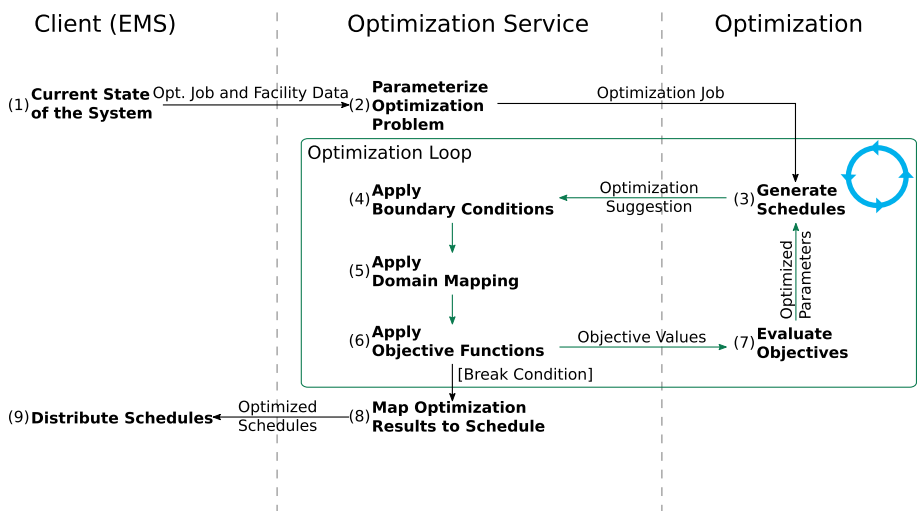 Client (EMS)
Optimization Service
Optimization
(1) Current State
of the System
Opt. Job and Facility Data
(2) Parameterize
Optimization
Problem
Optimization Job
Optimization Loop
(3) Generate
Schedules
Optimization
Suggestion
(4) Apply
Boundary Conditions
(5) Apply
Domain Mapping
(6) Apply
Objective Functions
Objective Values
(7) Evaluate
Objectives
Optimized
Parameters
[Break Condition]
(8) Map Optimization
Results to Schedule
Optimized
Schedules
(9) Distribute Schedules